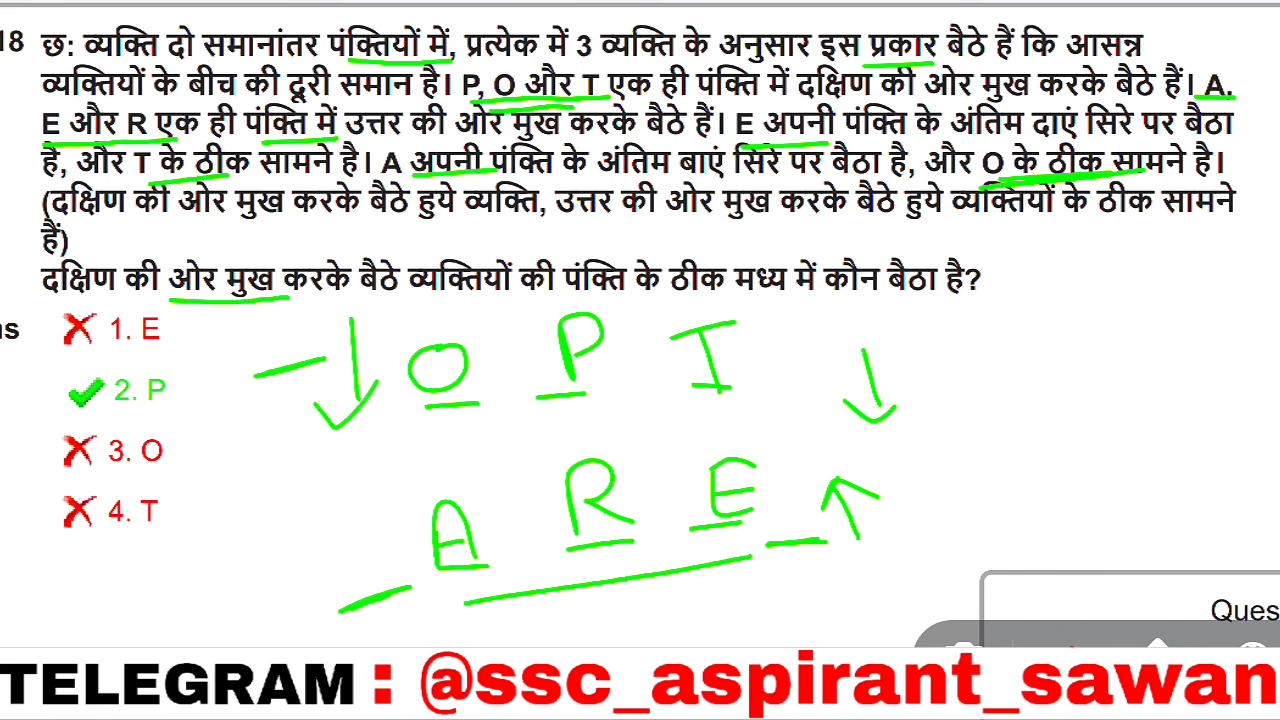 18 छ: व्यक्ति दो समानांतर पंक्तियों में, प्रत्येक में 3 व्यक्ति के अनुसार इस प्रकार बैठे हैं कि आसन्न
व्यक्तियों के बीच की दूरी समान है। P, O और T एक ही पंक्ति में दक्षिण की ओर मुख करके बैठे हैं। A.
E और R एक ही पंक्ति में उत्तर की ओर मुख करके बैठे हैं। E अपनी पंक्ति के अंतिम दाएं सिरे पर बैठा
है, और T के ठीक सामने है। A अपनी पंक्ति के अंतिम बाएं सिरे पर बैठा है, और O के ठीक सामने है।
(दक्षिण की ओर मुख करके बैठे हुये व्यक्ति, उत्तर की ओर मुख करके बैठे हुये व्यक्तियों के ठीक सामने
हैं)
दक्षिण की ओर मुख करके बैठे व्यक्तियों की पंक्ति के ठीक मध्य में कौन बैठा है?
ns 1. E
2. P
3. O
4. T
O P T
A R E
Ques
TELEGRAM : @ssc_aspirant_sawan